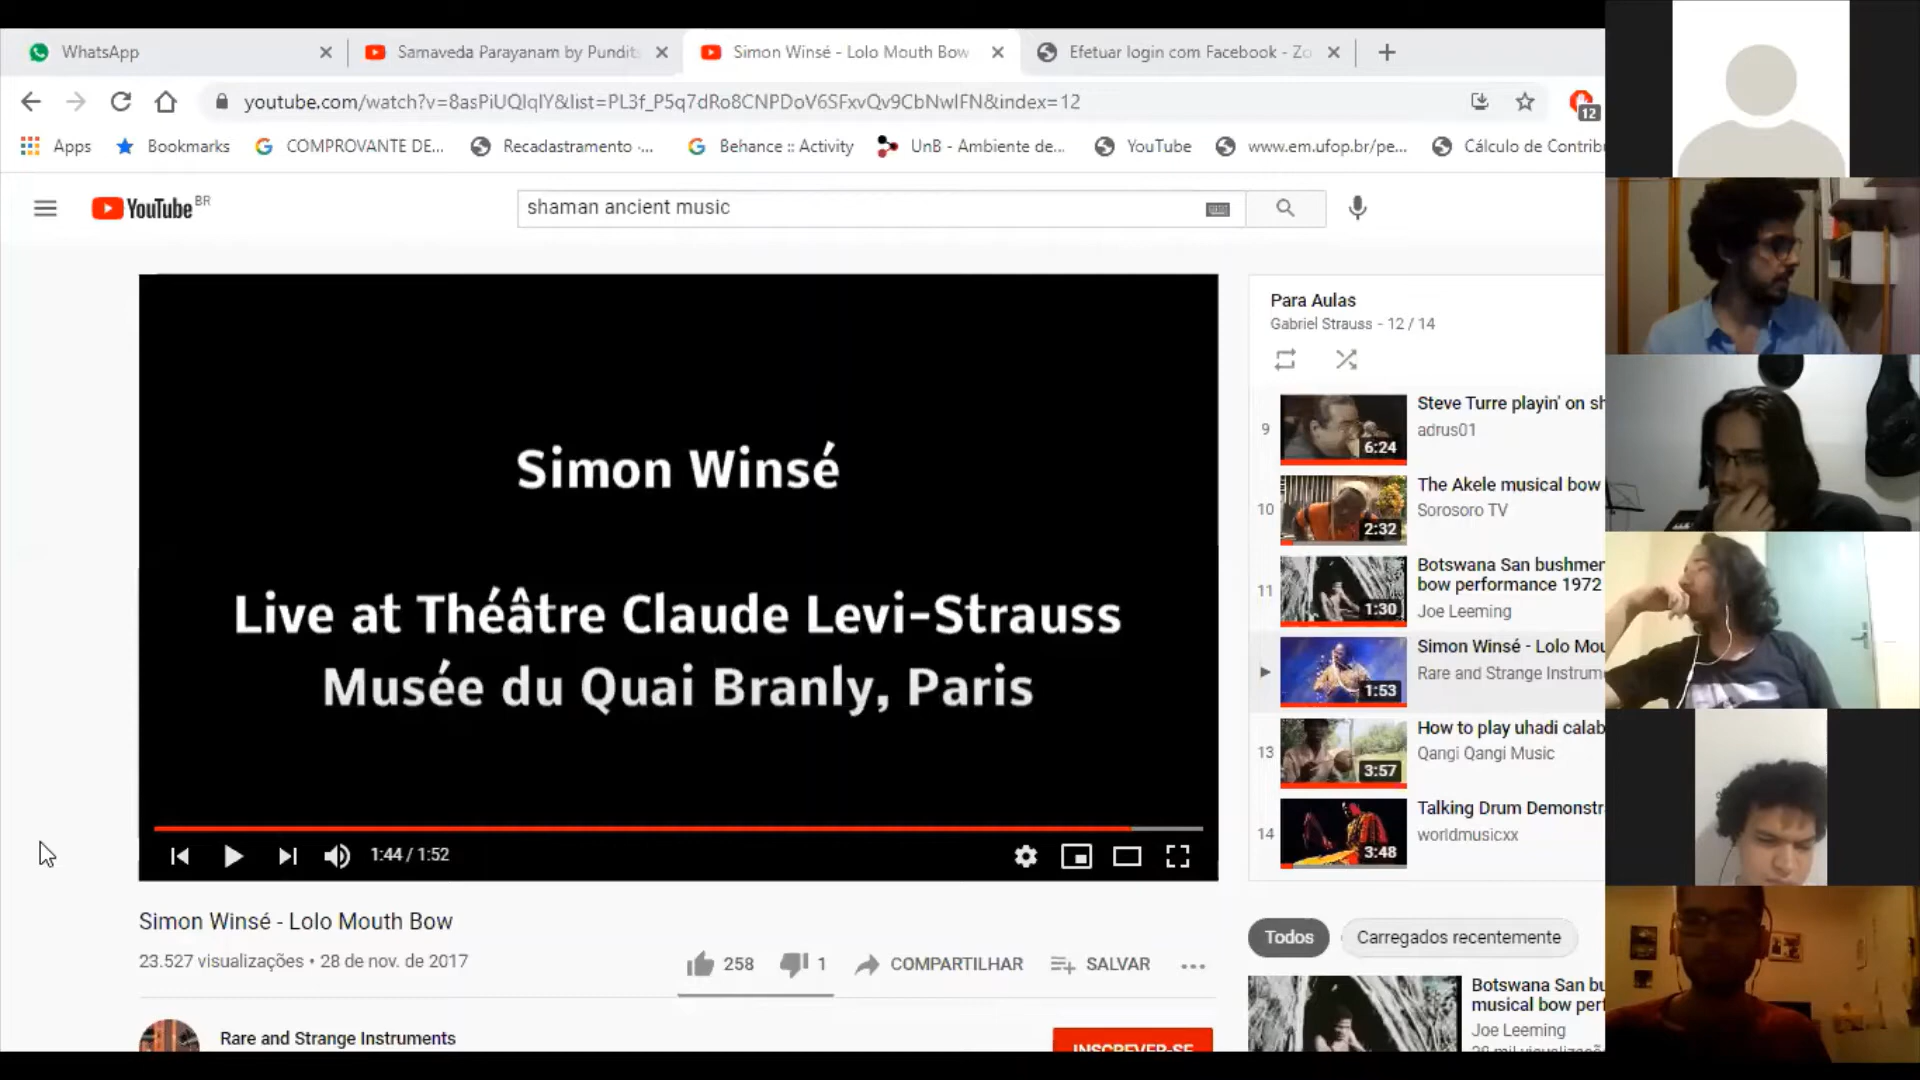 WhatsApp
Samaveda Parayanam by Pundits
Simon Winsé - Lolo Mouth Bow
Efetuar login com Facebook - Zo
youtube.com/watch?v=8asPiUQlqlY&list=PL3f_P5q7dRo8CNPDoV6SFxvQv9CbNwlFN&index=12
12
Apps
Bookmarks
COMPROVANTE DE...
Recadastramento -...
Behance :: Activity
UnB - Ambiente de...
YouTube
www.em.ufop.br/pe...
Cálculo de Contribu
YouTube BR
shaman ancient music
Simon Winsé
Live at Théâtre Claude Levi-Strauss
Musée du Quai Branly, Paris
1:44 / 1:52
Simon Winsé - Lolo Mouth Bow
23.527 visualizações • 28 de nov. de 2017
258
1
COMPARTILHAR
SALVAR
Rare and Strange Instruments
INSCREVER-SE
Para Aulas
Gabriel Strauss - 12 / 14
9
6:24
Steve Turre playin' on sh
adrus01
10
2:32
The Akele musical bow
Sorosoro TV
11
1:30
Botswana San bushmen
bow performance 1972
Joe Leeming
1:53
Simon Winsé - Lolo Mou
Rare and Strange Instrum
13
3:57
How to play uhadi calab
Qangi Qangi Music
14
3:48
Talking Drum Demonstr
worldmusicxx
Todos
Carregados recentemente
Botswana San bu
musical bow perf
Joe Leeming